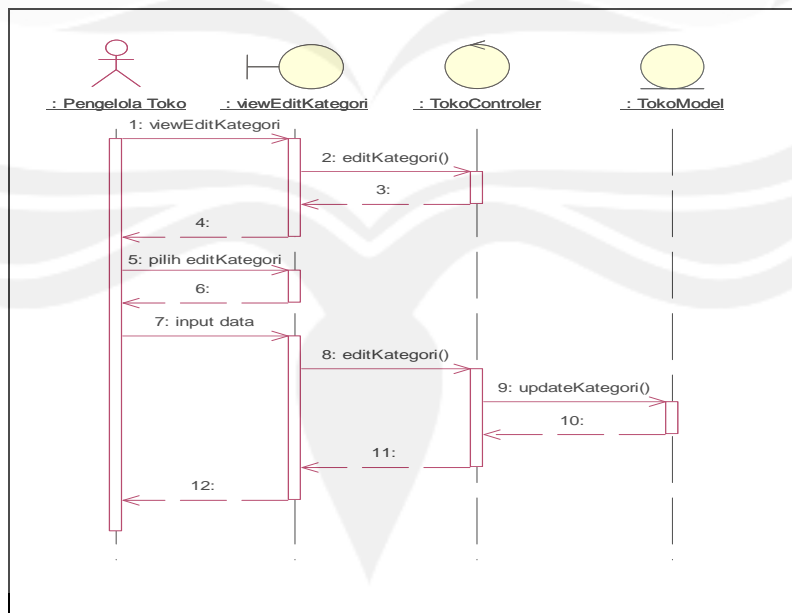 : Pengelola Toko
: viewEditKategori
: TokoControler
: TokoModel
1: viewEditKategori
2: editKategori()
3:
4:
5: pilih editKategori
6:
7: input data
8: editKategori()
9: updateKategori()
10:
11:
12: